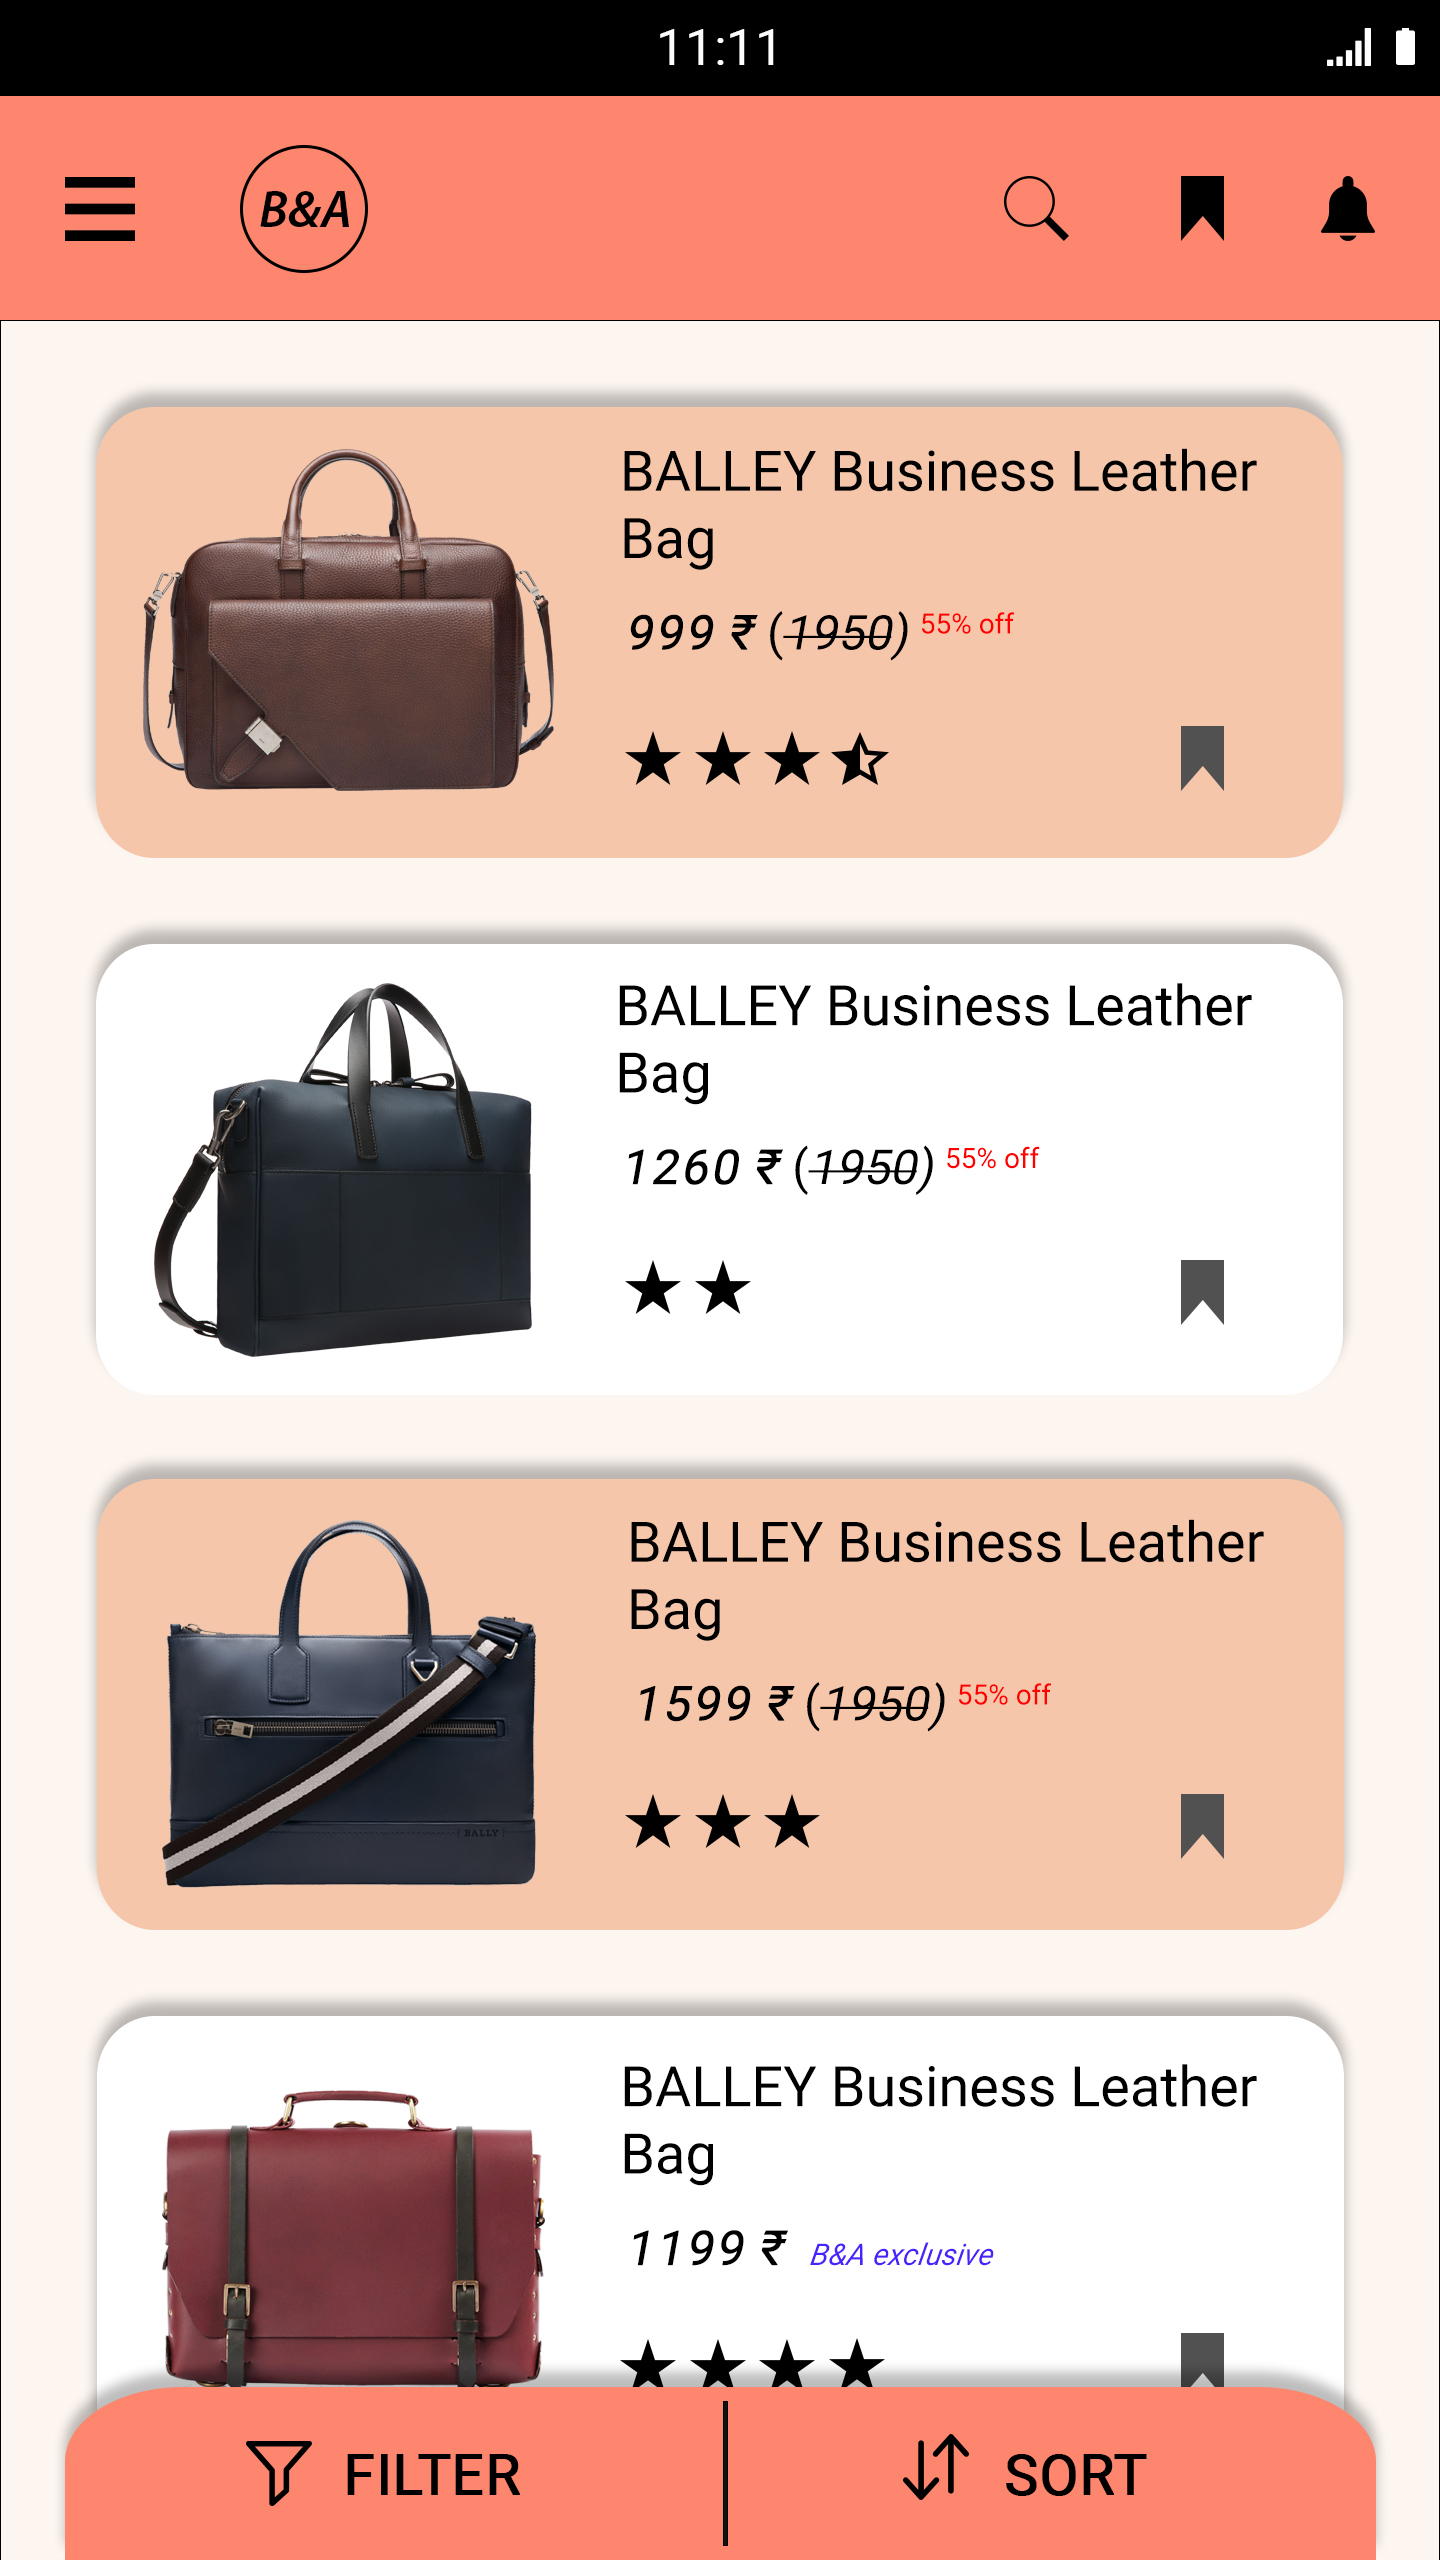 11:11
B&A
BALLEY Business Leather
Bag
999 ₹ (1950) 55% off
BALLEY Business Leather
Bag
1260 ₹ (1950) 55% off
BALLEY Business Leather
Bag
1599 ₹ (1950) 55% off
BALLY
BALLEY Business Leather
Bag
1199 ₹ B&A exclusive
FILTER
SORT